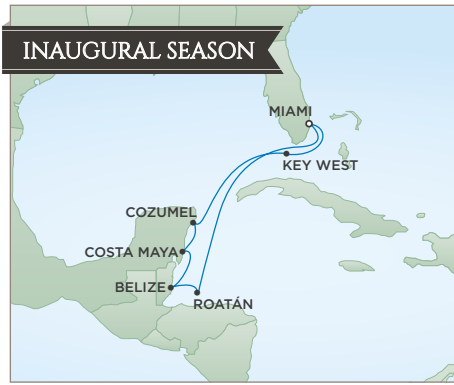 INAUGURAL SEASON
MIAMI
KEY WEST
COZUMEL
COSTA MAYA
BELIZE
ROATÁN